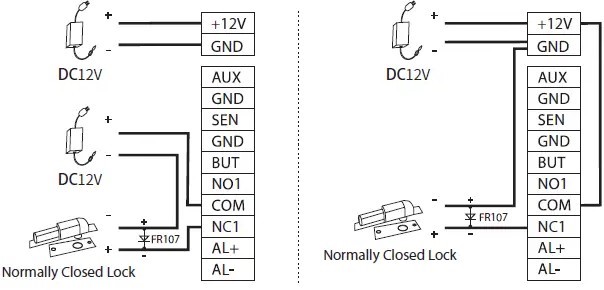 + +12V
- GND
DC12V
AUX
GND
SEN
+ GND
- BUT
DC12V
NO1
COM
- + NC1
FR107
+ - AL+
AL-
Normally Closed Lock
+ +12V
- GND
DC12V
AUX
GND
SEN
GND
BUT
NO1
- + COM
FR107
+ - NC1
AL+
Normally Closed Lock
AL-